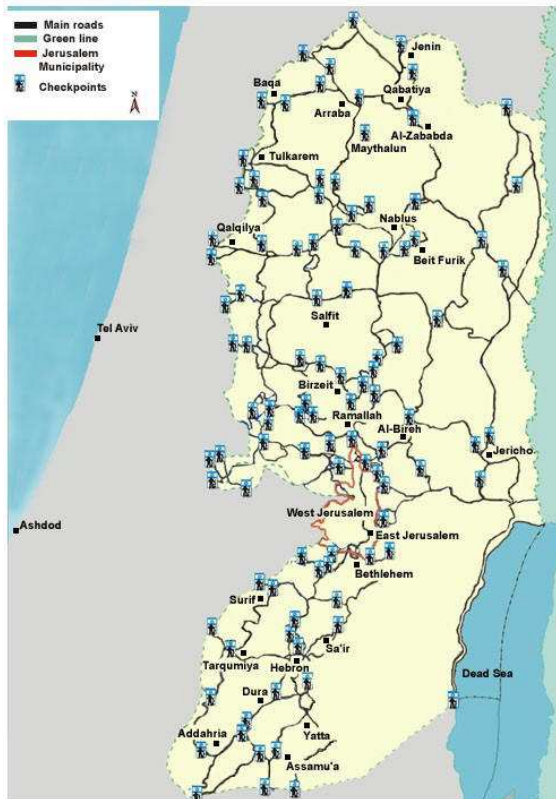 Main roads
Green line
Jerusalem
Municipality
Checkpoints
N
Jenin
Baqa
Qabatiya
Arraba
Al-Zababda
Maythalun
Tulkarem
Nablus
Qalqilya
Beit Furik
Salfit
Tel Aviv
Birzeit
Ramallah
Al-Bireh
Jericho
West Jerusalem
Ashdod
East Jerusalem
Bethlehem
Surif
Sa'ir
Tarqumiya
Hebron
Dead Sea
Dura
Yatta
Addahria
Assamu'a